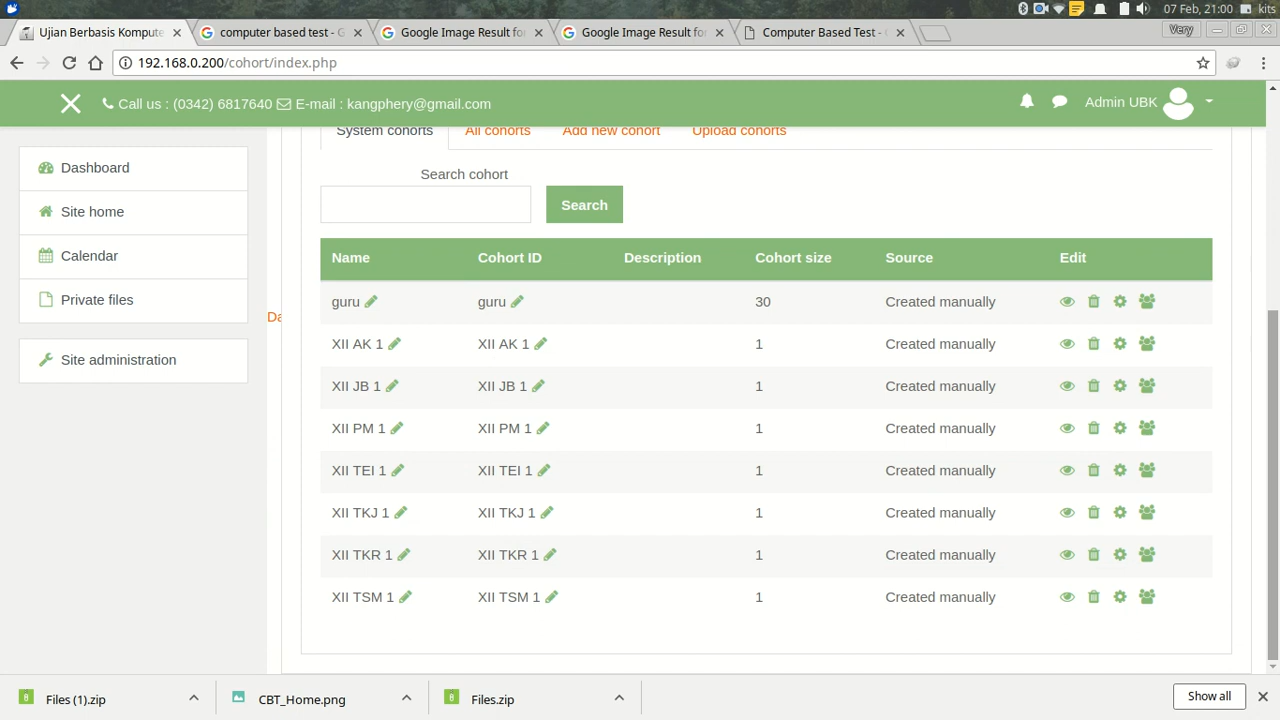 07 Feb, 21:00 kits
Ujian Berbasis Kompute
computer based test - G
Google Image Result for
Google Image Result for
Computer Based Test - 
Very
192.168.0.200/cohort/index.php
Call us : (0342) 6817640 E-mail : kangphery@gmail.com
Admin UBK
System cohorts All cohorts Add new cohort Upload cohorts
Dashboard
Site home
Calendar
Private files
Site administration
Da
Search cohort
Search
Name Cohort ID Description Cohort size Source Edit
guru guru 30 Created manually
XII AK 1 XII AK 1 1 Created manually
XII JB 1 XII JB 1 1 Created manually
XII PM 1 XII PM 1 1 Created manually
XII TEI 1 XII TEI 1 1 Created manually
XII TKJ 1 XII TKJ 1 1 Created manually
XII TKR 1 XII TKR 1 1 Created manually
XII TSM 1 XII TSM 1 1 Created manually
Files (1).zip
CBT_Home.png
Files.zip
Show all